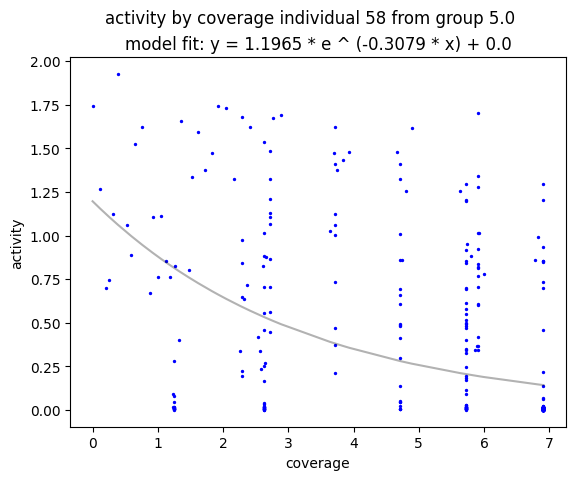 activity by coverage individual 58 from group 5.0
model fit: y = 1.1965 * e ^ (-0.3079 * x) + 0.0
2.00
1.75
1.50
1.25
1.00
0.75
0.50
0.25
0.00
activity
0 1 2 3 4 5 6 7
coverage